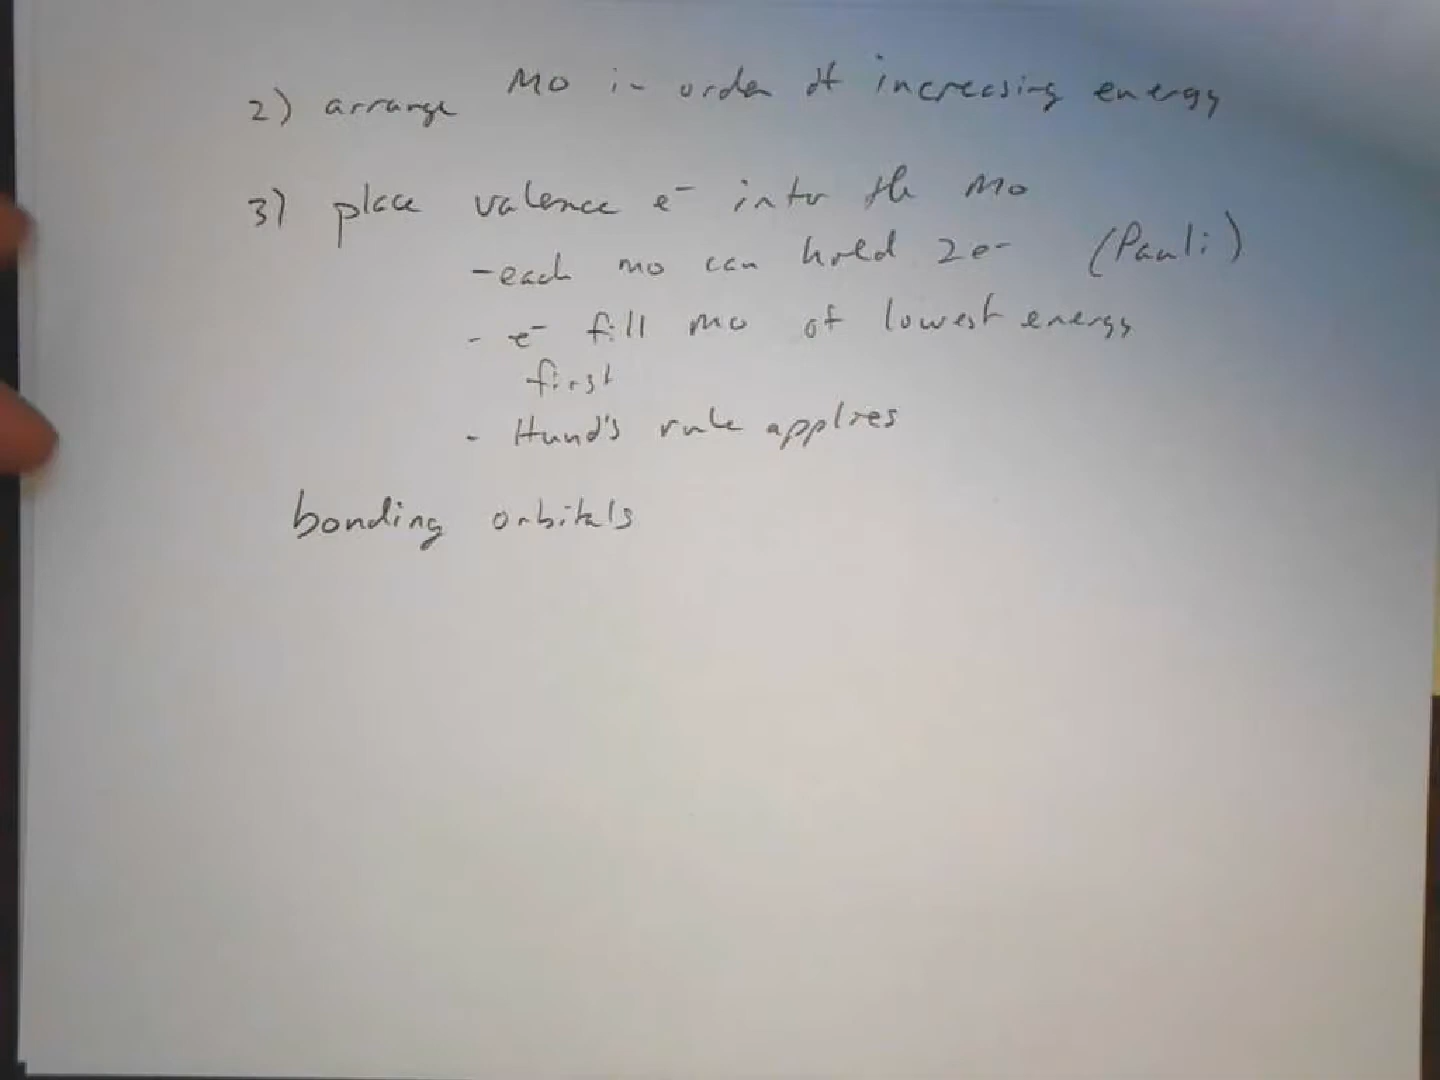 2) arrange MO in order of increasing energy
3) place valence e⁻ into the MO
- each MO can hold 2e⁻ (Pauli)
- e⁻ fill MO of lowest energy
first
- Hund's rule applies
bonding orbitals